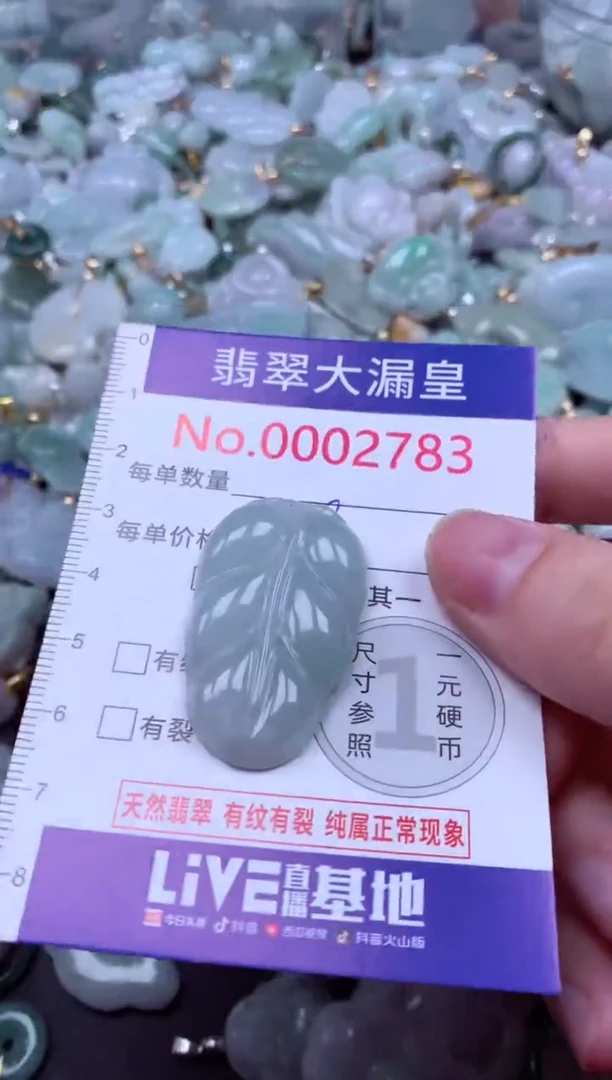 0
1
翡翠大漏皇
No.0002783
2
每单数量
3
每单价格
4
其一
5
有纹
尺寸参照
1
一元硬币
6
有裂
7
天然翡翠 有纹有裂 纯属正常现象
8
LiVE直播基地
今日头条 抖音 西瓜视频 抖音火山版